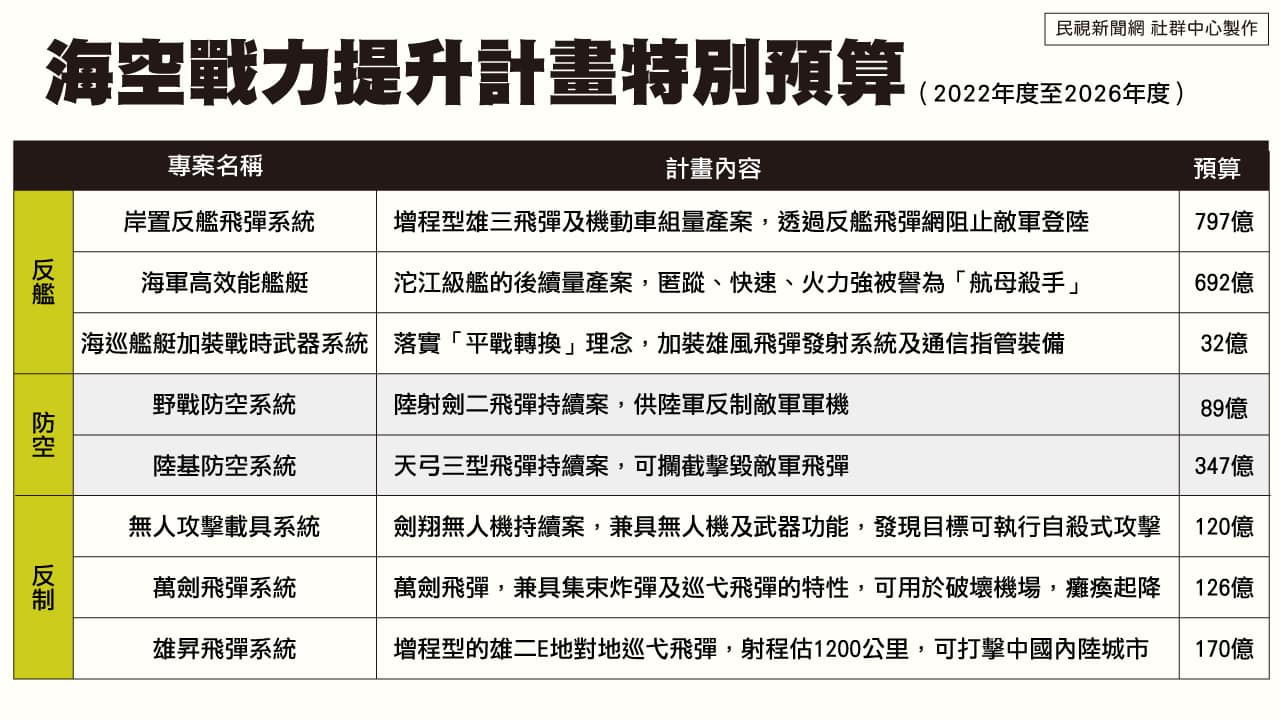 民視新聞網 社群中心製作
海空戰力提升計畫特別預算(2022年度至2026年度)
專案名稱 計畫內容 預算
反艦
岸置反艦飛彈系統 增程型雄三飛彈及機動車組量產案，透過反艦飛彈網阻止敵軍登陸 797億
海軍高效能艦艇 沱江級艦的後續量產案，匿蹤、快速、火力強被譽為「航母殺手」 692億
海巡艦艇加裝戰時武器系統 落實「平戰轉換」理念，加裝雄風飛彈發射系統及通信指管裝備 32億
防空
野戰防空系統 陸射劍二飛彈持續案，供陸軍反制敵軍軍機 89億
陸基防空系統 天弓三型飛彈持續案，可攔截擊毀敵軍飛彈 347億
反制
無人攻擊載具系統 劍翔無人機持續案，兼具無人機及武器功能，發現目標可執行自殺式攻擊 120億
萬劍飛彈系統 萬劍飛彈，兼具集束炸彈及巡弋飛彈的特性，可用於破壞機場，癱瘓起降 126億
雄昇飛彈系統 增程型的雄二E地對地巡弋飛彈，射程估1200公里，可打擊中國內陸城市 170億